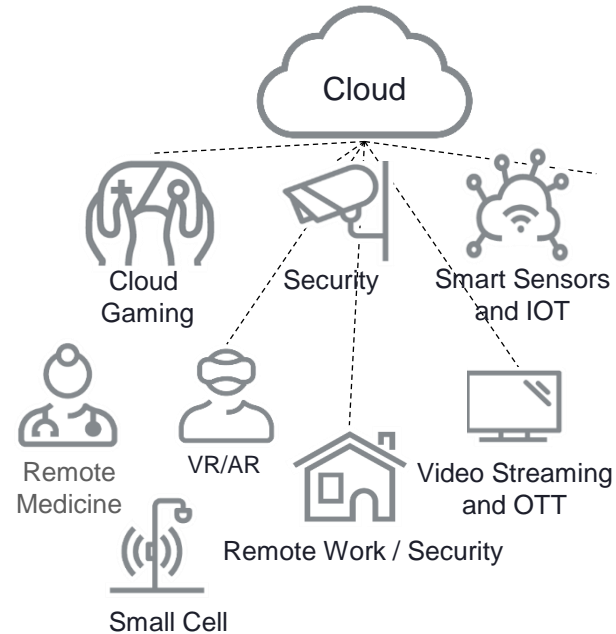 Cloud
Cloud
Gaming
Security
Smart Sensors
and IOT
Remote
Medicine
VR/AR
Video Streaming
and OTT
Remote Work / Security
Small Cell